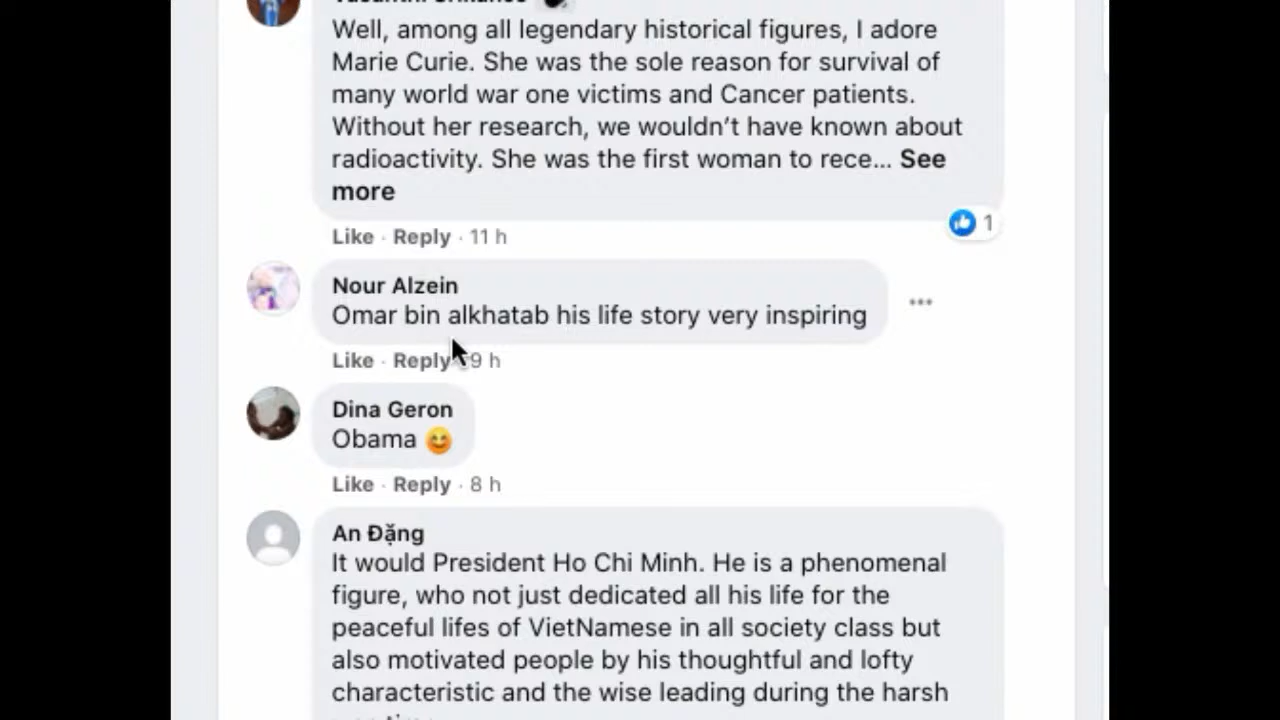 Well, among all legendary historical figures, I adore
Marie Curie. She was the sole reason for survival of
many world war one victims and Cancer patients.
Without her research, we wouldn't have known about
radioactivity. She was the first woman to rece... See
more
1
Like · Reply · 11 h
Nour Alzein
Omar bin alkhatab his life story very inspiring
Like · Reply 9 h
Dina Geron
Obama 😊
Like · Reply · 8 h
An Đặng
It would President Ho Chi Minh. He is a phenomenal
figure, who not just dedicated all his life for the
peaceful lifes of VietNamese in all society class but
also motivated people by his thoughtful and lofty
characteristic and the wise leading during the harsh